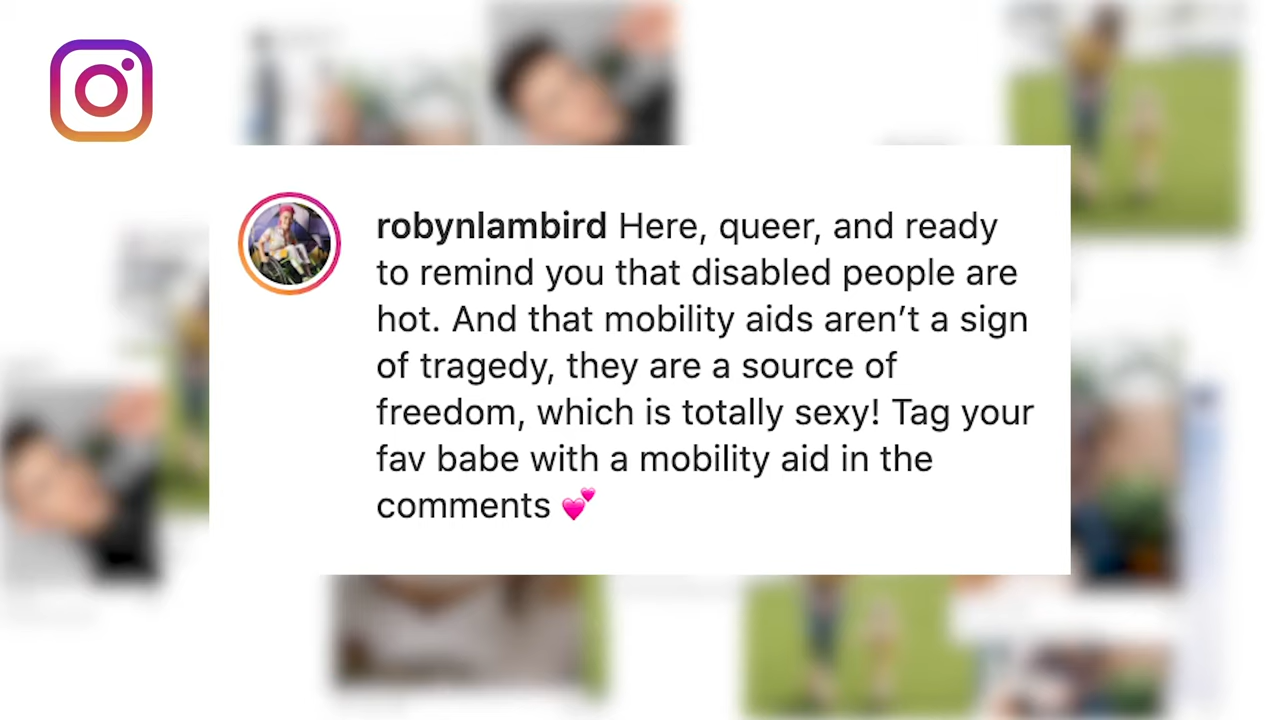 robynlambird Here, queer, and ready
to remind you that disabled people are
hot. And that mobility aids aren’t a sign
of tragedy, they are a source of
freedom, which is totally sexy! Tag your
fav babe with a mobility aid in the
comments 💕